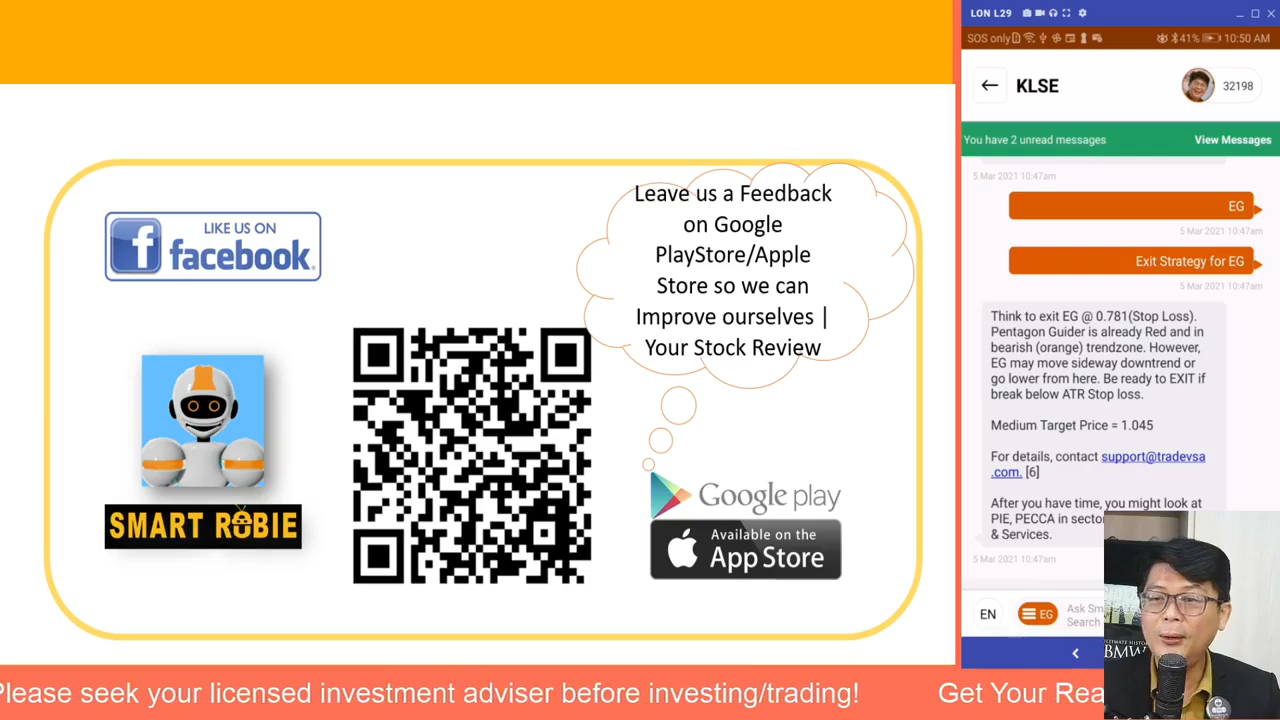 LIKE US ON
facebook.
SMART ROBIE
Leave us a Feedback
on Google
PlayStore/Apple
Store so we can
Improve ourselves |
Your Stock Review
Google play
Available on the
App Store
LON L29
SOS only
41%
10:50 AM
KLSE
32198
You have 2 unread messages
View Messages
5 Mar 2021 10:47am
EG
5 Mar 2021 10:47am
Exit Strategy for EG
5 Mar 2021 10:47am
Think to exit EG @ 0.781(Stop Loss).
Pentagon Guider is already Red and in
bearish (orange) trendzone. However,
EG may move sideway downtrend or
go lower from here. Be ready to EXIT if
break below ATR Stop loss.
Medium Target Price = 1.045
For details, contact support@tradevsa
.com. [6]
After you have time, you might look at
PIE, PECCA in sector
& Services.
5 Mar 2021 10:47am
EN
EG
Ask Sm
Search
BMW
Please seek your licensed investment adviser before investing/trading!
Get Your Rea